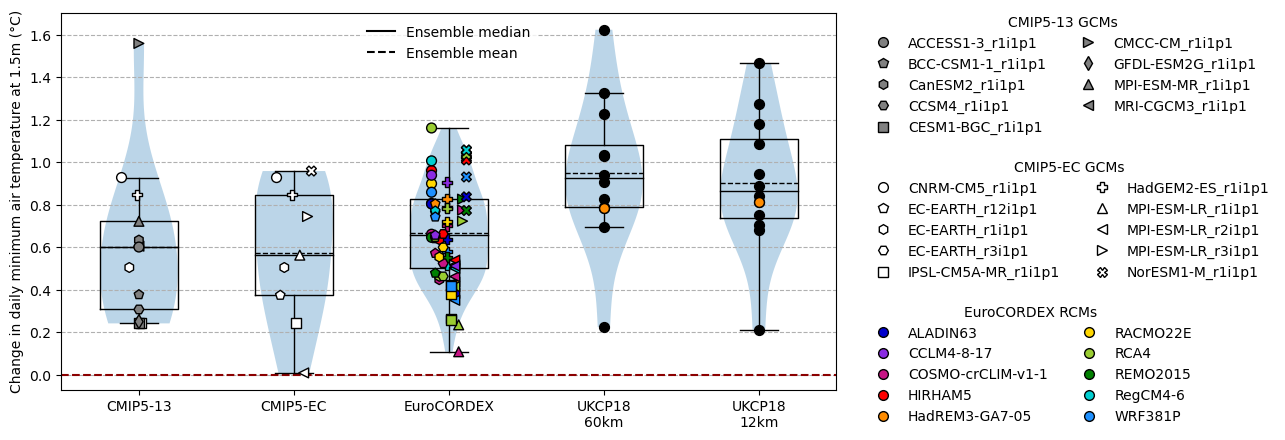 Change in daily minimum air temperature at 1.5m (°C)
1.6
1.4
1.2
1.0
0.8
0.6
0.4
0.2
0.0
Ensemble median
Ensemble mean
CMIP5-13
CMIP5-EC
EuroCORDEX
UKCP18
60km
UKCP18
12km
CMIP5-13 GCMs
ACCESS1-3_r1i1p1
BCC-CSM1-1_r1i1p1
CanESM2_r1i1p1
CCSM4_r1i1p1
CESM1-BGC_r1i1p1
CMCC-CM_r1i1p1
GFDL-ESM2G_r1i1p1
MPI-ESM-MR_r1i1p1
MRI-CGCM3_r1i1p1
CMIP5-EC GCMs
CNRM-CM5_r1i1p1
EC-EARTH_r12i1p1
EC-EARTH_r1i1p1
EC-EARTH_r3i1p1
IPSL-CM5A-MR_r1i1p1
HadGEM2-ES_r1i1p1
MPI-ESM-LR_r1i1p1
MPI-ESM-LR_r2i1p1
MPI-ESM-LR_r3i1p1
NorESM1-M_r1i1p1
EuroCORDEX RCMs
ALADIN63
CCLM4-8-17
COSMO-crCLIM-v1-1
HIRHAM5
HadREM3-GA7-05
RACMO22E
RCA4
REMO2015
RegCM4-6
WRF381P